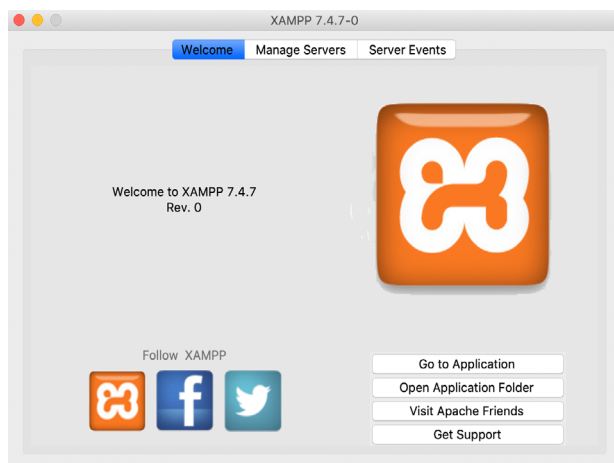 XAMPP 7.4.7-0
Welcome Manage Servers Server Events
Welcome to XAMPP 7.4.7
Rev. 0
Follow XAMPP
Go to Application
Open Application Folder
Visit Apache Friends
Get Support